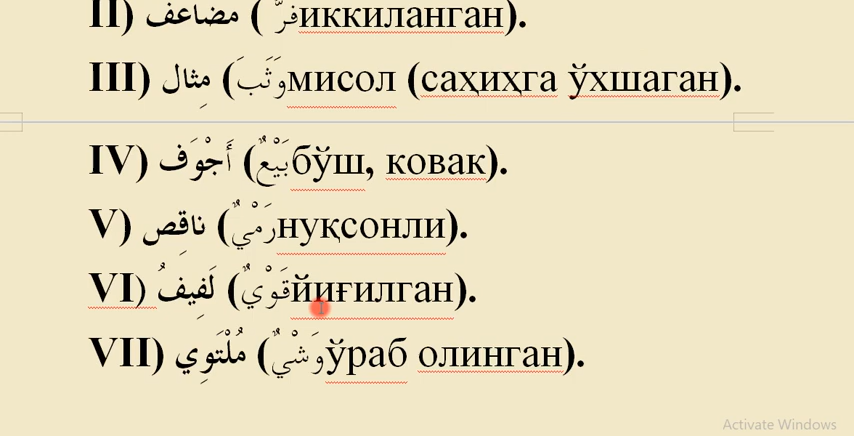 II) مضاعف (فرَّиккиланган).
III) مِثال (وَثَبَмисол (саҳиҳга ўхшаган).
IV) أَجْوَف (بَيْعٌбўш, ковак).
V) ناقِص (رَمْيٌнуқсонли).
VI) لَفِيفُ (قَوْيٌйиғилган).
VII) مُلْتَوِي (وَشْيٌўраб олинган).
Activate Windows